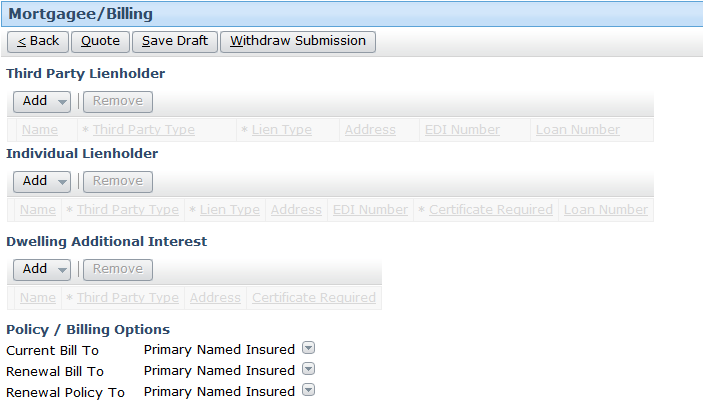 Mortgagee/Billing
< Back Quote Save Draft Withdraw Submission
Third Party Lienholder
Add Remove
Name * Third Party Type * Lien Type Address EDI Number Loan Number
Individual Lienholder
Add Remove
Name * Third Party Type * Lien Type Address EDI Number * Certificate Required Loan Number
Dwelling Additional Interest
Add Remove
Name * Third Party Type Address Certificate Required
Policy / Billing Options
Current Bill To Primary Named Insured
Renewal Bill To Primary Named Insured
Renewal Policy To Primary Named Insured